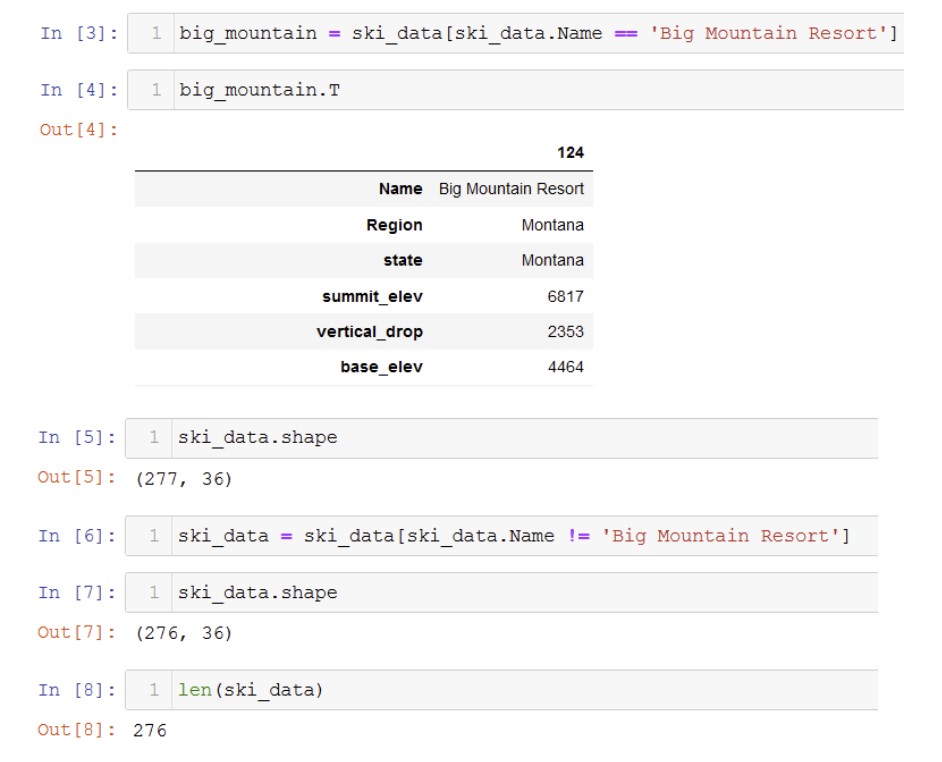 In [3]: 1 big_mountain = ski_data[ski_data.Name == 'Big Mountain Resort']
In [4]: 1 big_mountain.T
Out[4]:
124
Name Big Mountain Resort
Region Montana
state Montana
summit_elev 6817
vertical_drop 2353
base_elev 4464
In [5]: 1 ski_data.shape
Out[5]: (277, 36)
In [6]: 1 ski_data = ski_data[ski_data.Name != 'Big Mountain Resort']
In [7]: 1 ski_data.shape
Out[7]: (276, 36)
In [8]: 1 len(ski_data)
Out[8]: 276